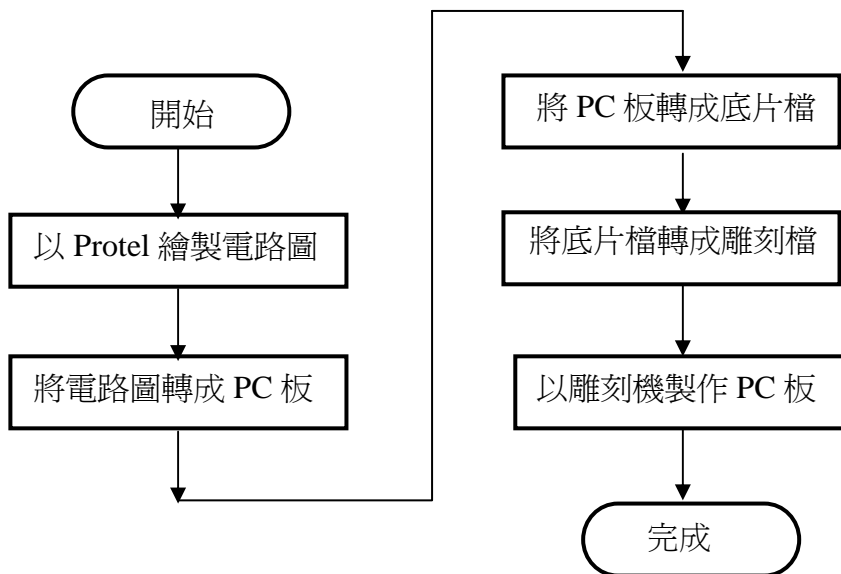 開始
以 Protel 繪製電路圖
將電路圖轉成 PC 板
將 PC 板轉成底片檔
將底片檔轉成雕刻檔
以雕刻機製作 PC 板
完成